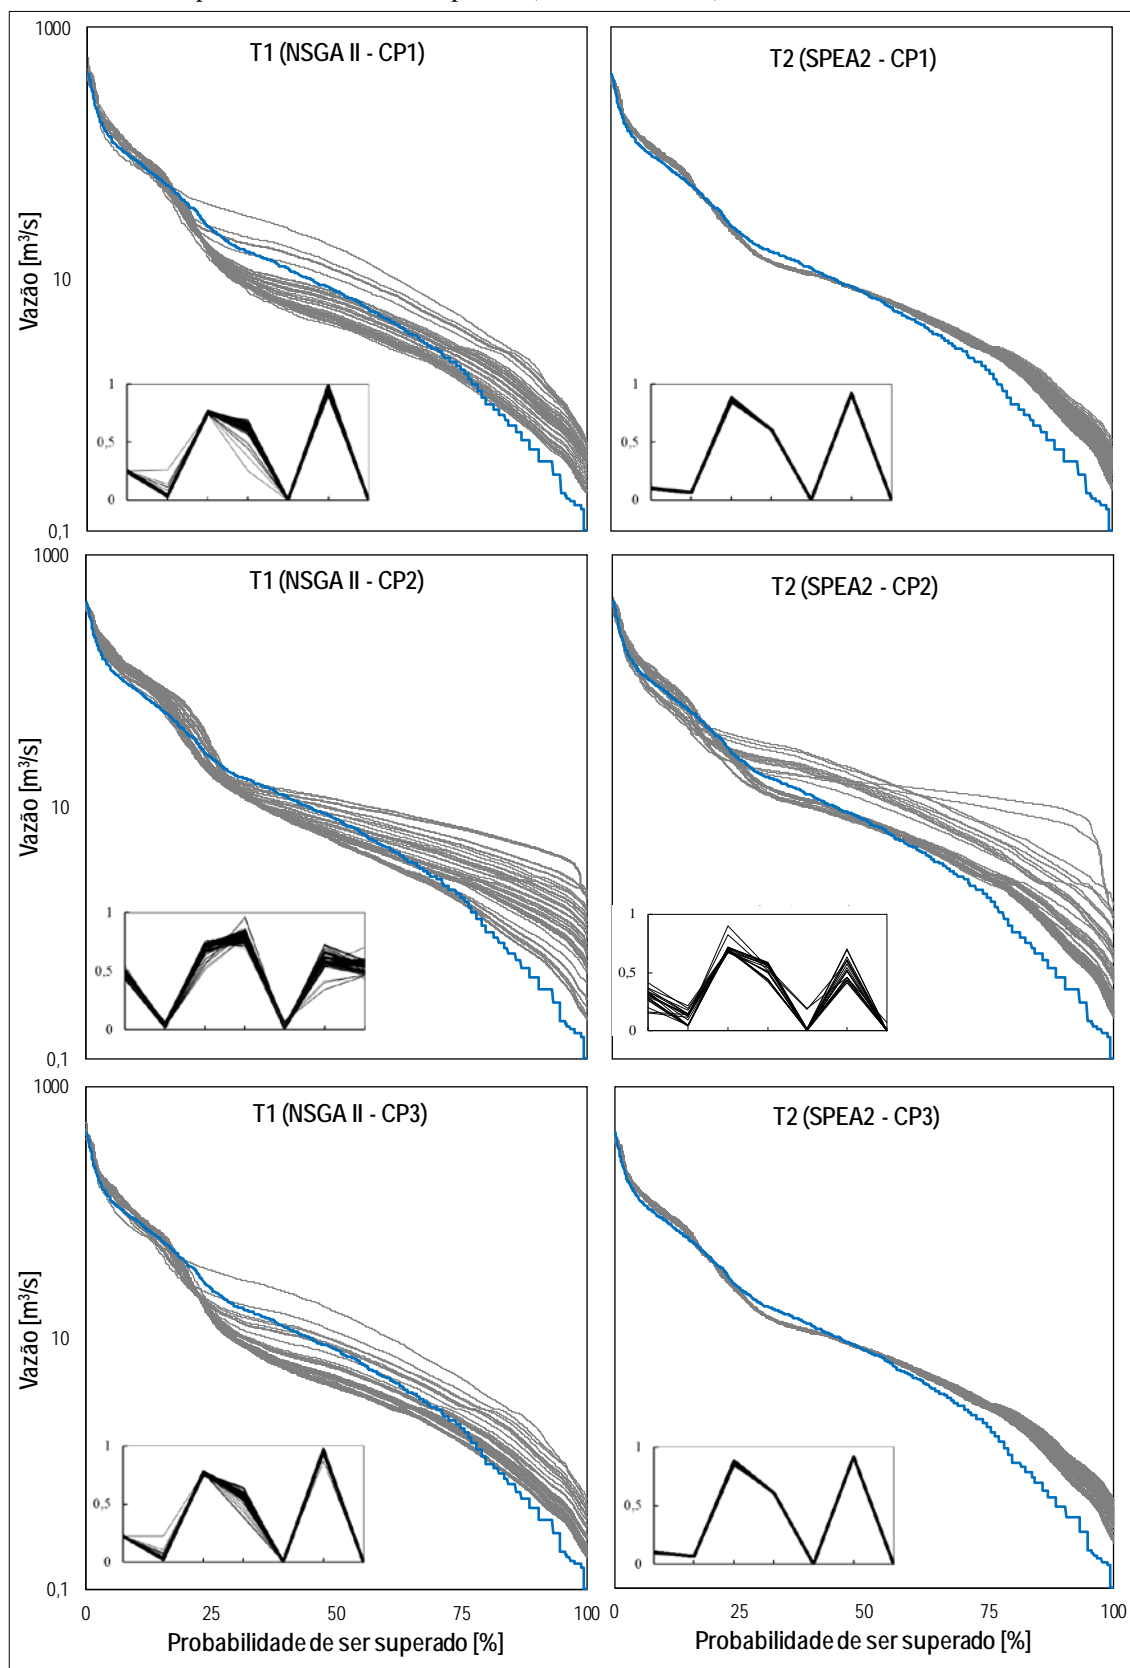 1000
T1 (NSGA II - CP1)
T2 (SPEA2 - CP1)
Vazão [m³/s]
10
1
0,5
0
1
0,5
0
0,1
1000
T1 (NSGA II - CP2)
T2 (SPEA2 - CP2)
Vazão [m³/s]
10
1
0,5
0
1
0,5
0
0,1
1000
T1 (NSGA II - CP3)
T2 (SPEA2 - CP3)
Vazão [m³/s]
10
1
0,5
0
1
0,5
0
0,1
0 25 50 75 100
0 25 50 75 100
Probabilidade de ser superado [%]
Probabilidade de ser superado [%]